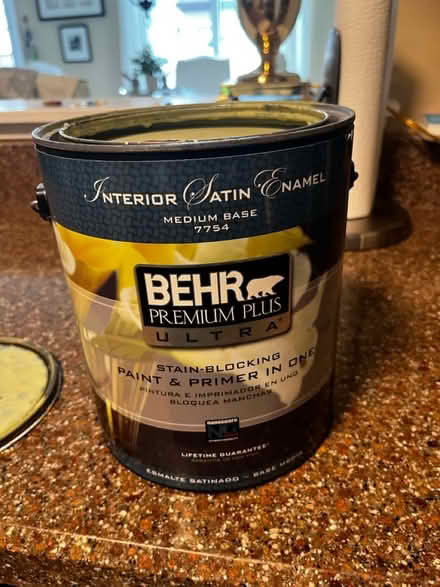 Interior Satin Enamel
MEDIUM BASE
7754
BEHR
PREMIUM PLUS
ULTRA
STAIN-BLOCKING
PAINT & PRIMER IN ONE
PINTURA E IMPRIMADOR EN UNO
BLOQUEA MANCHAS
LIFETIME GUARANTEE
ESMALTE SATINADO ~ BASE MEDIA